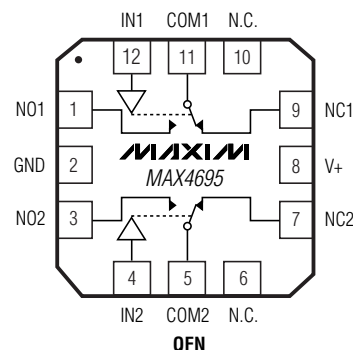 IN1 COM1 N.C.
12 11 10
NO1 1 9 NC1
MAXIM
GND 2 8 V+
MAX4695
NO2 3 7 NC2
4 5 6
IN2 COM2 N.C.
QFN